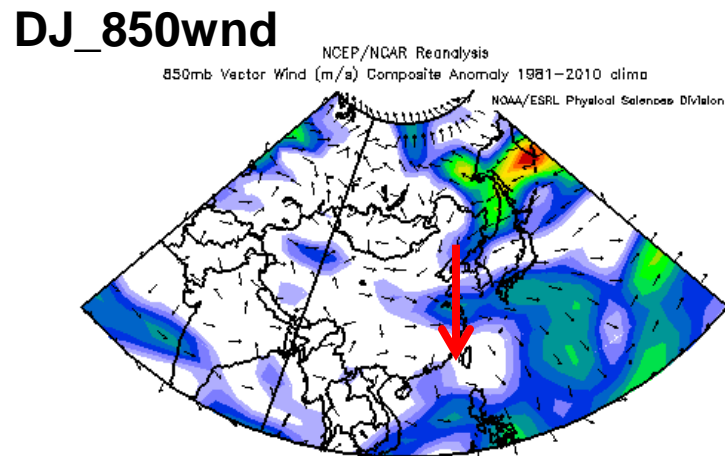 DJ_850wnd
NCEP/NCAR Reanalysis
850mb Vector Wind (m/s) Composite Anomaly 1981-2010 climo
NOAA/ESRL Physical Sciences Division